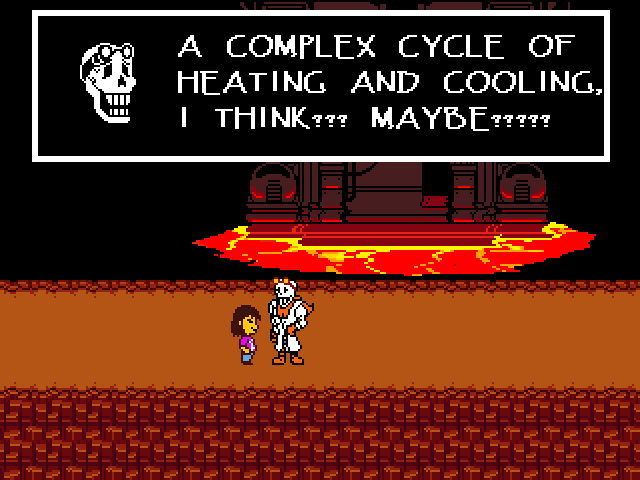 A COMPLEX CYCLE OF
HEATING AND COOLING,
I THINK??? MAYBE?????